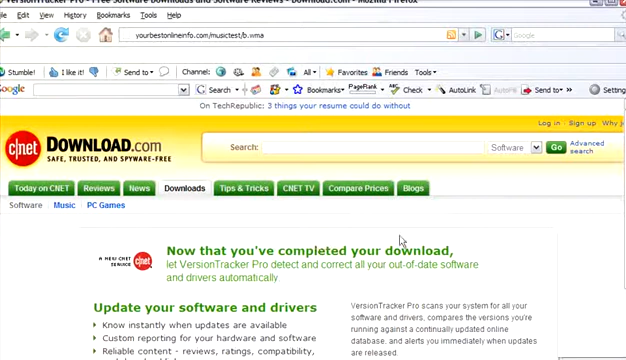 VersionTracker Pro - Free Software Downloads and Software Reviews - Download.com - Mozilla Firefox
View History Bookmarks Tools Help
yourbestonlineinfo.com/musictest/b.wma
Stumble! I like it! Send to Channel: All Favorites Friends Tools
Google Search Bookmarks PageRank Check AutoLink AutoFill Send to Settings
On TechRepublic: 3 things your resume could do without
Log in | Sign up Why j
c|net DOWNLOAD.com
SAFE, TRUSTED, AND SPYWARE-FREE
Search: Software Go Advanced search
Today on CNET Reviews News Downloads Tips & Tricks CNET TV Compare Prices Blogs
Software Music PC Games
A NEW CNET SERVICE cnet
Now that you've completed your download,
let VersionTracker Pro detect and correct all your out-of-date software
and drivers automatically.
Update your software and drivers
Know instantly when updates are available
Custom reporting for your hardware and software
Reliable content - reviews, ratings, compatibility,
VersionTracker Pro scans your system for all your
software and drivers, compares the versions you're
running against a continually updated online
database, and alerts you immediately when updates
are released.